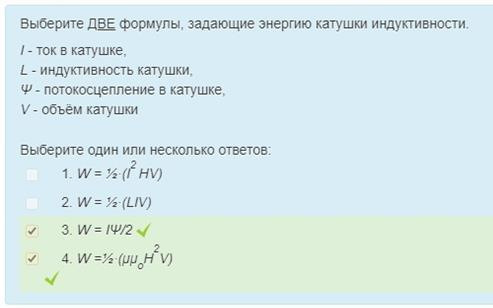 Выберите ДВЕ формулы, задающие энергию катушки индуктивности.
I - ток в катушке,
L - индуктивность катушки,
Ψ - потокосцепление в катушке,
V - объём катушки
Выберите один или несколько ответов:
1. W = ½·(I² HV)
2. W = ½·(LIV)
3. W = IΨ/2
4. W =½·(μμₒH²V)